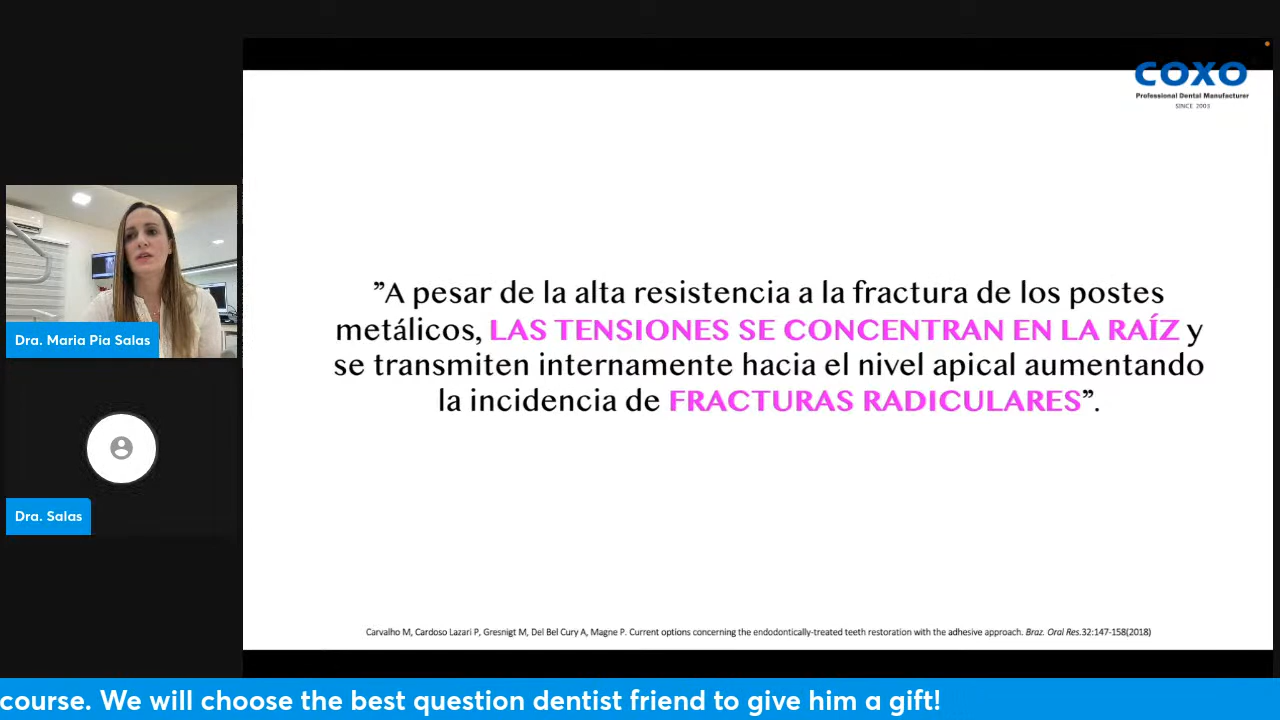 COXO
Professional Dental Manufacturer
SINCE 2003
Dra. Maria Pia Salas
Dra. Salas
”A pesar de la alta resistencia a la fractura de los postes
metálicos, LAS TENSIONES SE CONCENTRAN EN LA RAÍZ y
se transmiten internamente hacia el nivel apical aumentando
la incidencia de FRACTURAS RADICULARES”.
Carvalho M, Cardoso Lazari P, Gresnigt M, Del Bel Cury A, Magne P. Current options concerning the endodontically-treated teeth restoration with the adhesive approach. Braz. Oral Res.32:147-158(2018)
course. We will choose the best question dentist friend to give him a gift!